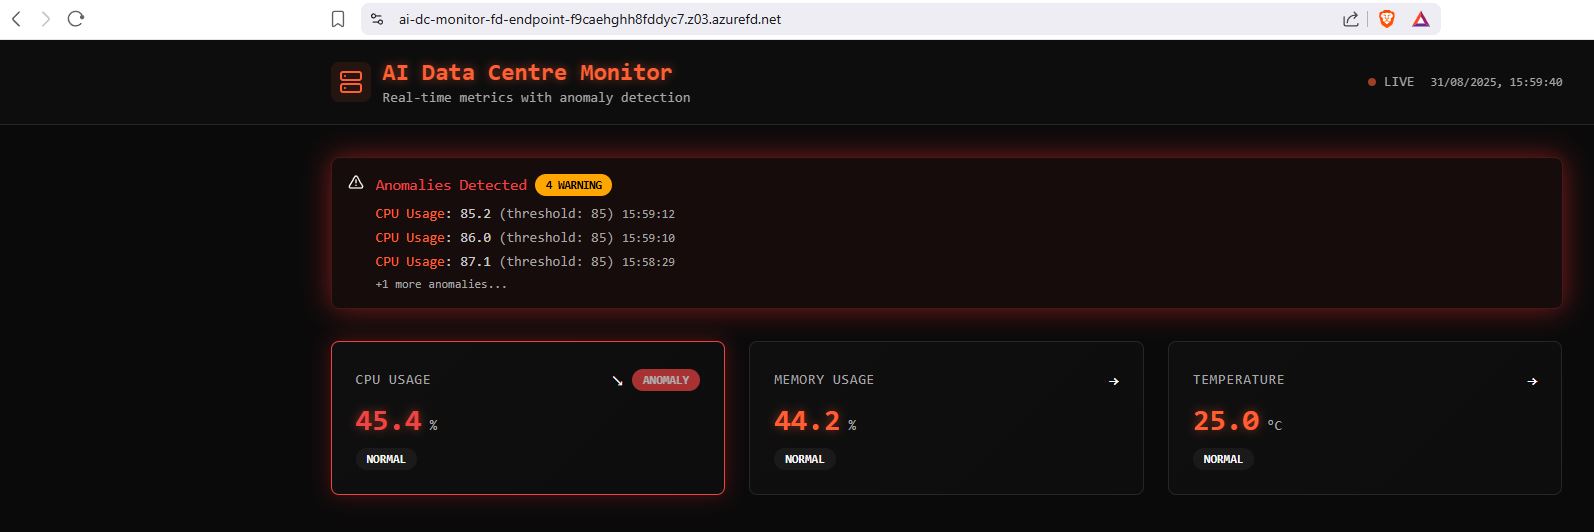 ai-dc-monitor-fd-endpoint-f9caehghh8fddyc7.z03.azurefd.net
AI Data Centre Monitor
Real-time metrics with anomaly detection
LIVE 31/08/2025, 15:59:40
Anomalies Detected 4 WARNING
CPU Usage: 85.2 (threshold: 85) 15:59:12
CPU Usage: 86.0 (threshold: 85) 15:59:10
CPU Usage: 87.1 (threshold: 85) 15:58:29
+1 more anomalies...
CPU USAGE ↘ ANOMALY
45.4 %
NORMAL
MEMORY USAGE →
44.2 %
NORMAL
TEMPERATURE →
25.0 °C
NORMAL